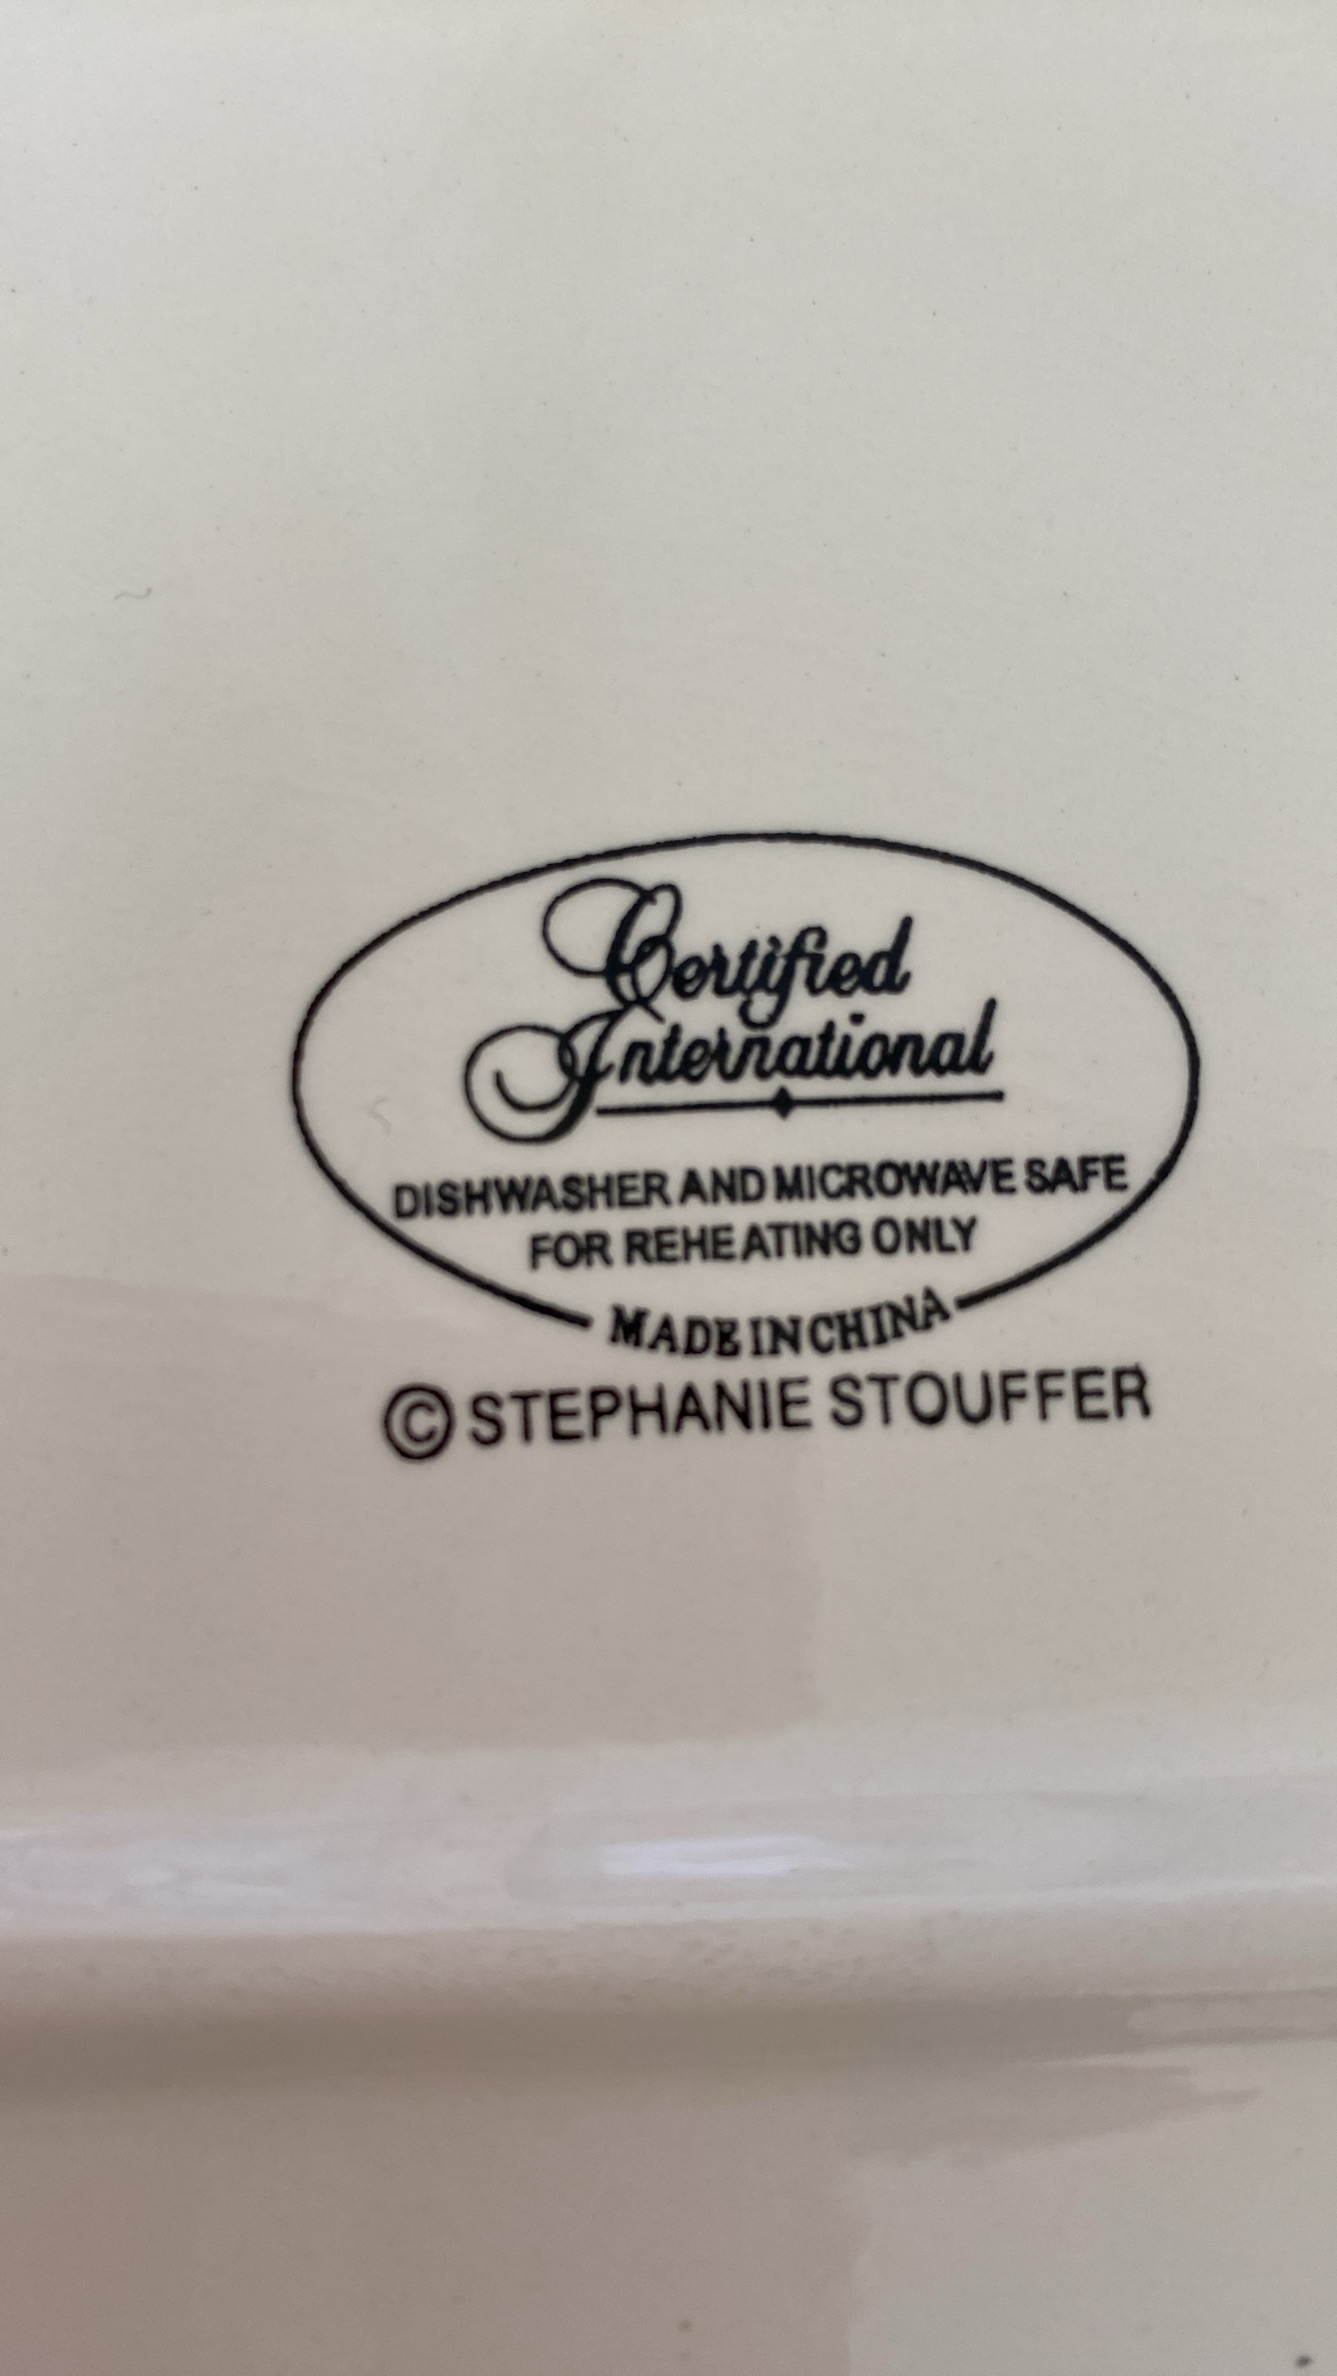 Certified
International
DISHWASHER AND MICROWAVE SAFE
FOR REHEATING ONLY
MADE IN CHINA
© STEPHANIE STOUFFER